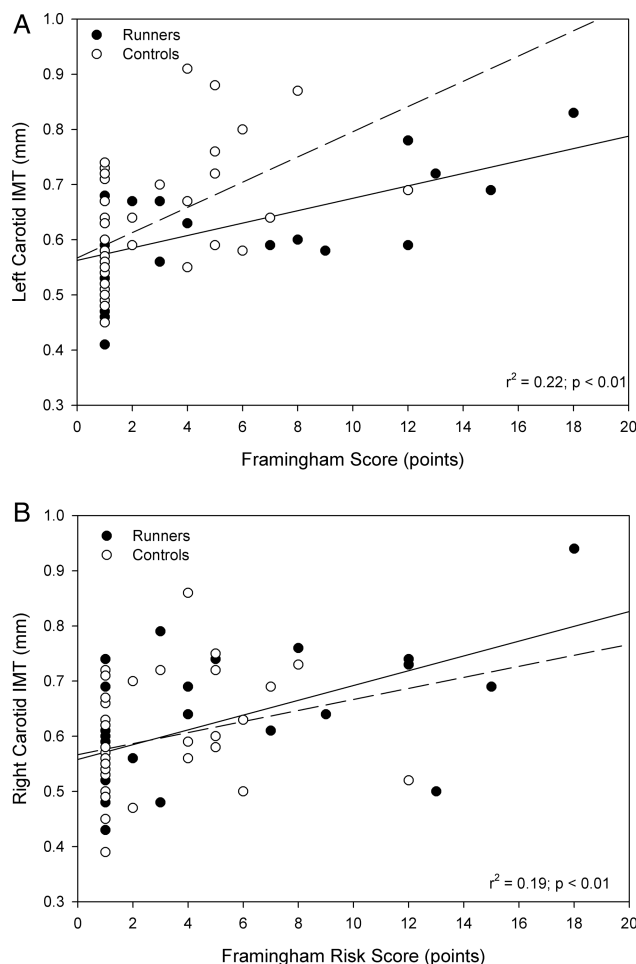 A
1.0
Runners
Controls
0.9
0.8
Left Carotid IMT (mm)
0.7
0.6
0.5
0.4
r² = 0.22; p < 0.01
0.3
0 2 4 6 8 10 12 14 16 18 20
Framingham Score (points)
B
1.0
Runners
Controls
0.9
0.8
Right Carotid IMT (mm)
0.7
0.6
0.5
0.4
r² = 0.19; p < 0.01
0.3
0 2 4 6 8 10 12 14 16 18 20
Framingham Risk Score (points)